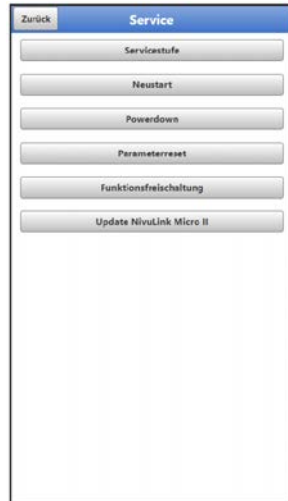 Zurück
Service
Servicestufe
Neustart
Powerdown
Parameterreset
Funktionsfreischaltung
Update NivuLink Micro II